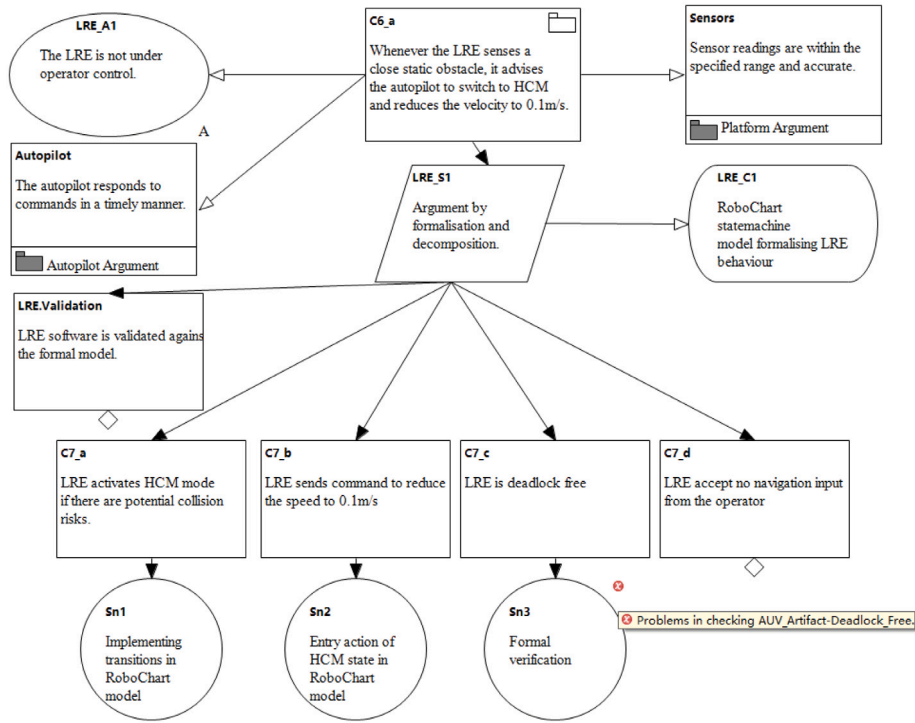 LRE_A1
The LRE is not under
operator control.
A
C6_a
Whenever the LRE senses a
close static obstacle, it advises
the autopilot to switch to HCM
and reduces the velocity to 0.1m/s.
Sensors
Sensor readings are within the
specified range and accurate.
Platform Argument
Autopilot
The autopilot responds to
commands in a timely manner.
Autopilot Argument
LRE_S1
Argument by
formalisation and
decomposition.
LRE_C1
RoboChart
statemachine
model formalising LRE
behaviour
LRE.Validation
LRE software is validated agains
the formal model.
C7_a
LRE activates HCM mode
if there are potential collision
risks.
C7_b
LRE sends command to reduce
the speed to 0.1m/s
C7_c
LRE is deadlock free
C7_d
LRE accept no navigation input
from the operator
Sn1
Implementing
transitions in
RoboChart
model
Sn2
Entry action of
HCM state in
RoboChart
model
Sn3
Formal
verification
Problems in checking AUV_Artifact-Deadlock_Free.